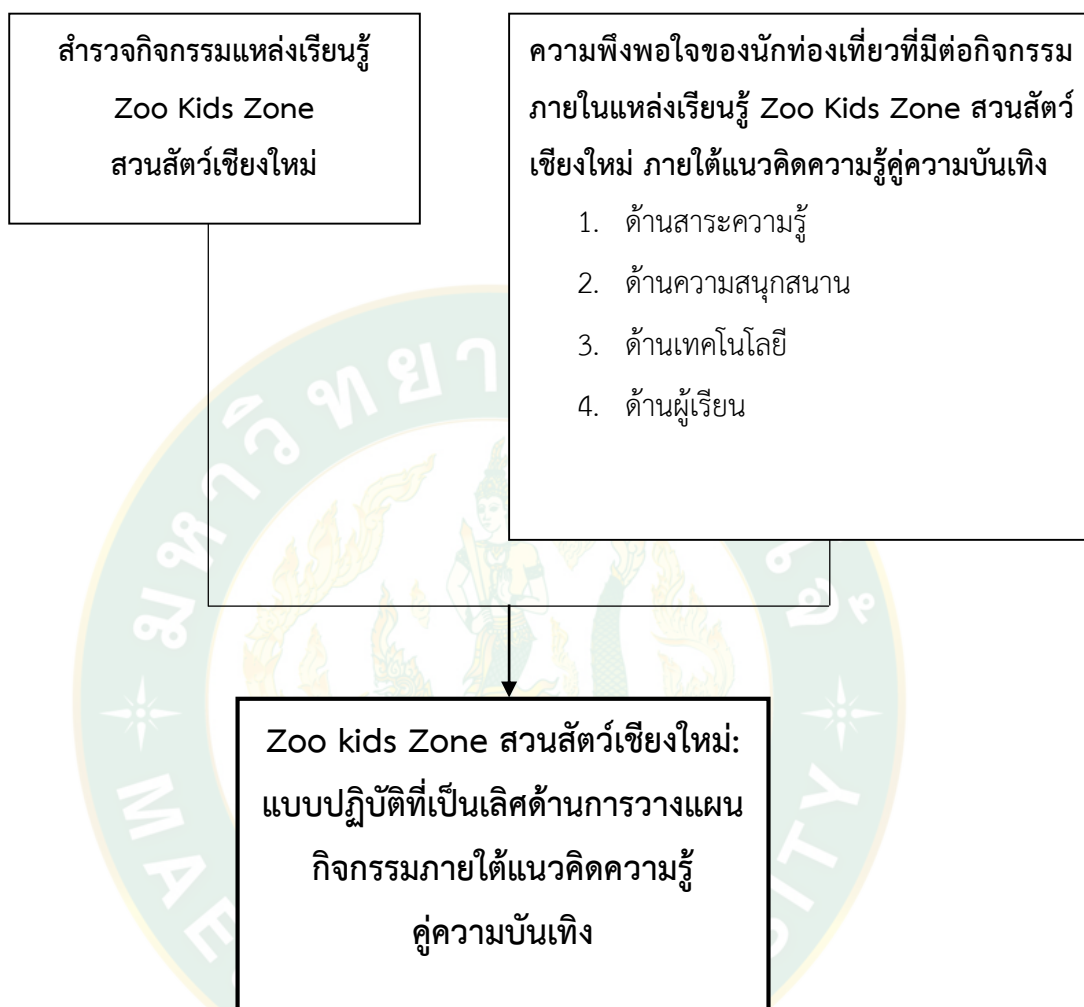 สำรวจกิจกรรมแหล่งเรียนรู้
Zoo Kids Zone
สวนสัตว์เชียงใหม่
ความพึงพอใจของนักท่องเที่ยวที่มีต่อกิจกรรม
ภายในแหล่งเรียนรู้ Zoo Kids Zone สวนสัตว์
เชียงใหม่ ภายใต้แนวคิดความรู้คู่ความบันเทิง
1. ด้านสาระความรู้
2. ด้านความสนุกสนาน
3. ด้านเทคโนโลยี
4. ด้านผู้เรียน
Zoo kids Zone สวนสัตว์เชียงใหม่:
แบบปฏิบัติที่เป็นเลิศด้านการวางแผน
กิจกรรมภายใต้แนวคิดความรู้
คู่ความบันเทิง